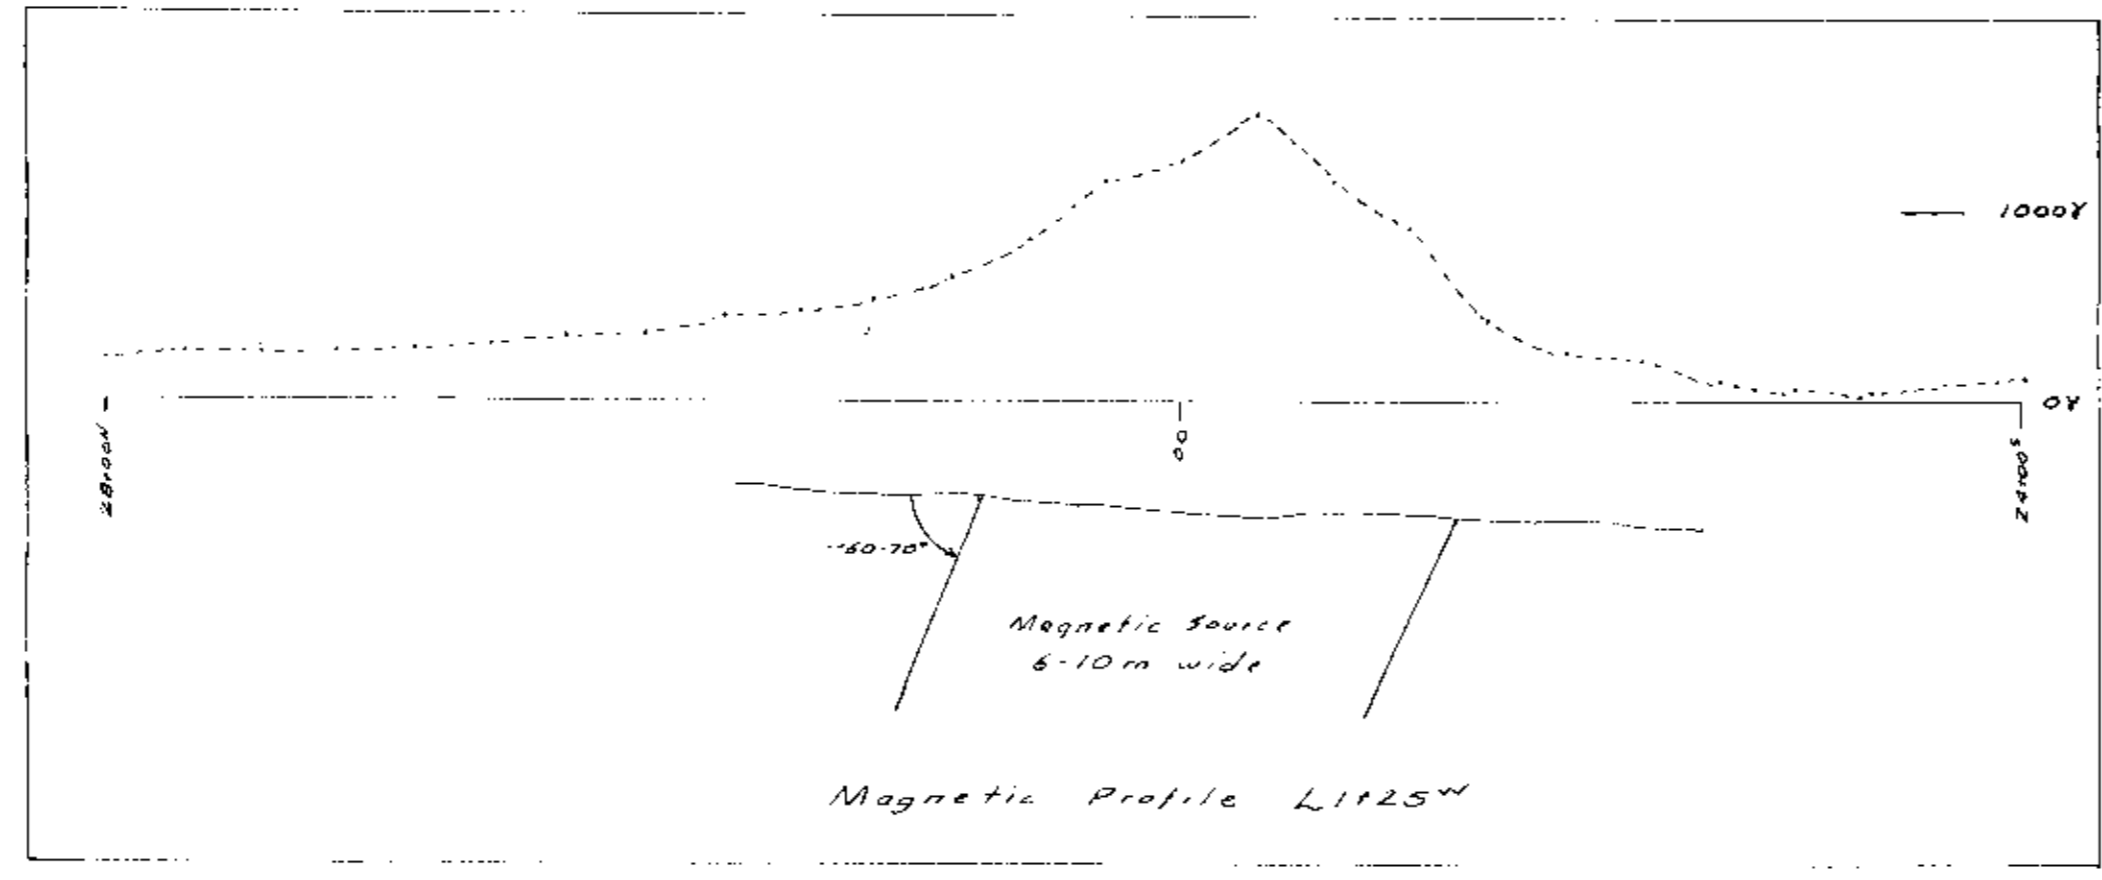 1000γ
0γ
28+00N
00
24+00S
~60-70°
Magnetic Source
6-10m wide
Magnetic Profile L1+25W